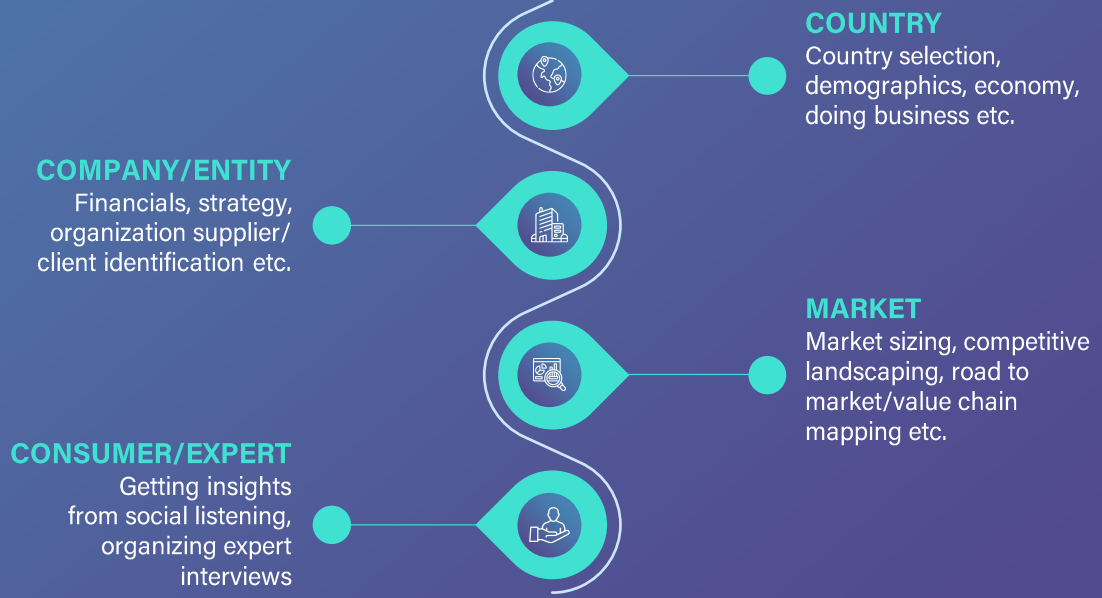 COUNTRY
Country selection,
demographics, economy,
doing business etc.
COMPANY/ENTITY
Financials, strategy,
organization supplier/
client identification etc.
MARKET
Market sizing, competitive
landscaping, road to
market/value chain
mapping etc.
CONSUMER/EXPERT
Getting insights
from social listening,
organizing expert
interviews